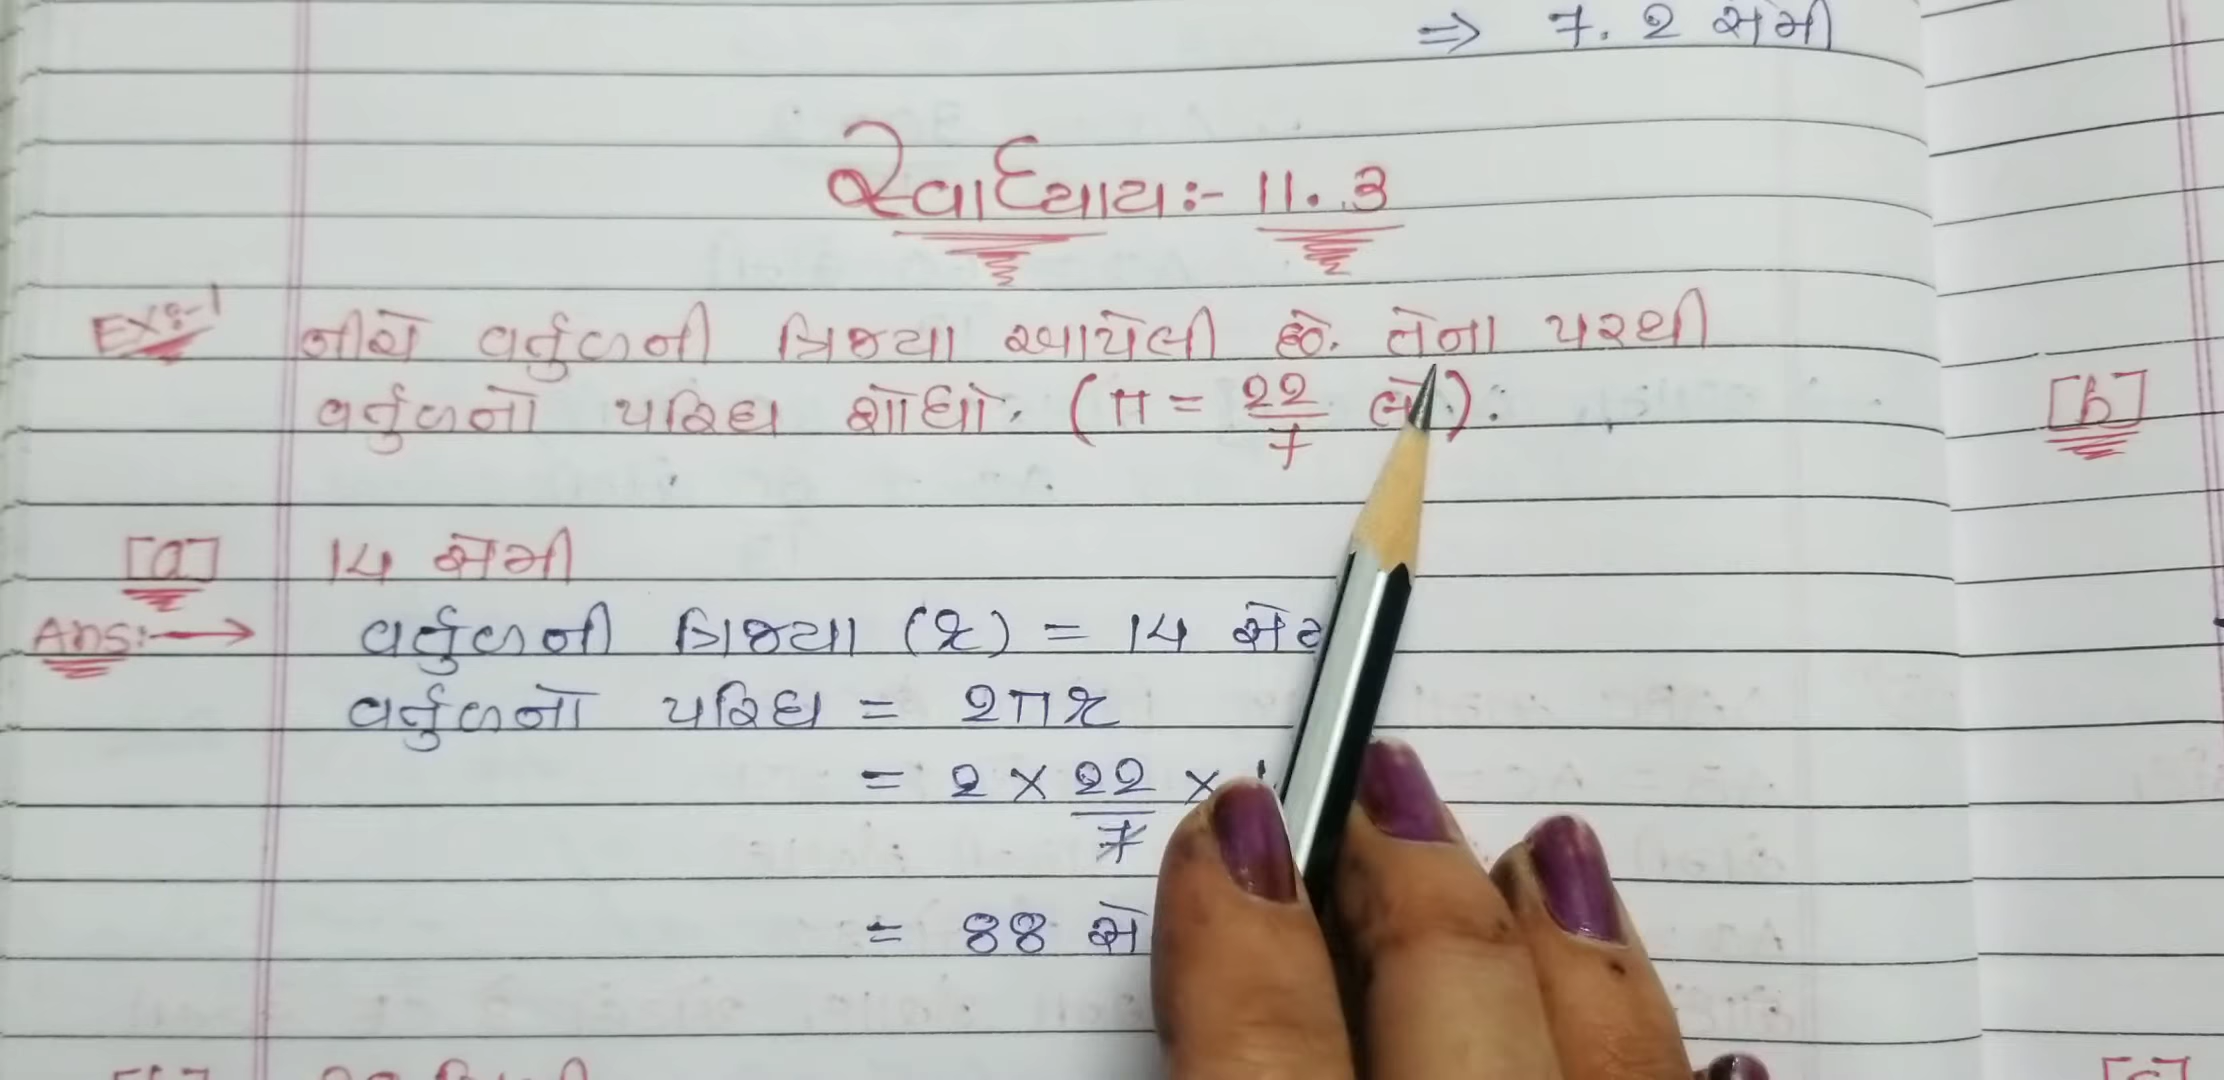 ⇒ 7.2 સેમી
સ્વાધ્યાય:- 11.3
Ex:-1 નીચે વર્તુળની ત્રિજ્યા આપેલી છે. તેના પરથી
વર્તુળનો પરિઘ શોધો. (π = 22/7 લો):
[b]
[a] 14 સેમી
Ans:→ વર્તુળની ત્રિજ્યા (r) = 14
વર્તુળનો પરિઘ = 2πr
= 2 × 22/7 ×
= 88 સે